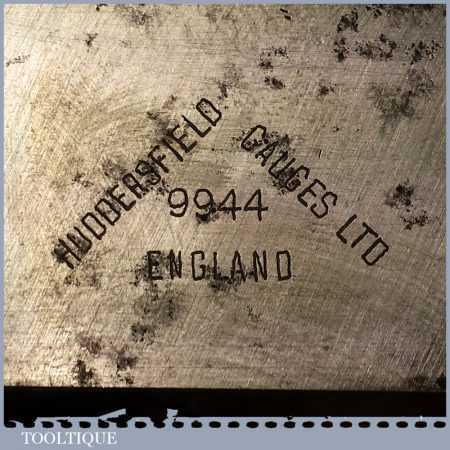 HUDDERSFIELD GAUGES LTD
9944
ENGLAND
TOOLTIQUE